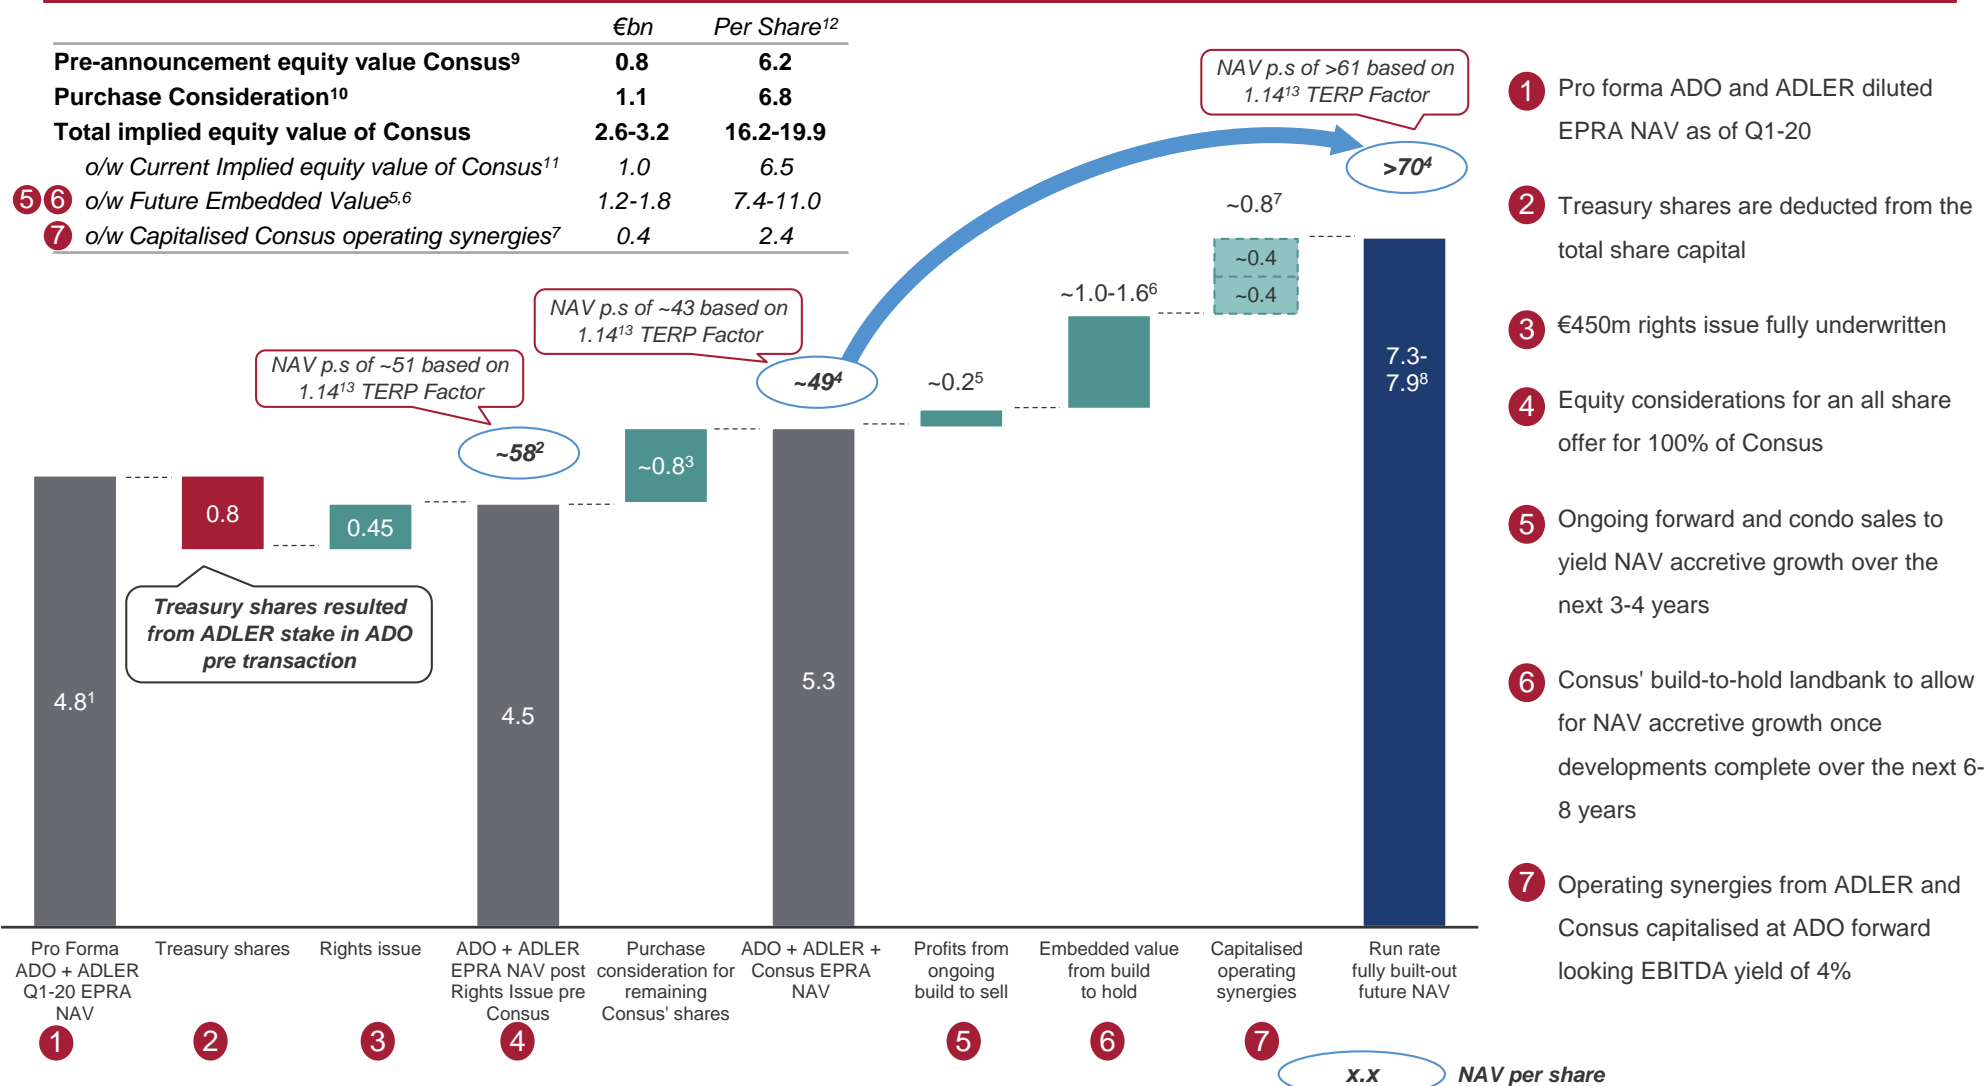 €bn Per Share¹²
Pre-announcement equity value Consus⁹ 0.8 6.2
Purchase Consideration¹⁰ 1.1 6.8
Total implied equity value of Consus 2.6-3.2 16.2-19.9
o/w Current Implied equity value of Consus¹¹ 1.0 6.5
5 6 o/w Future Embedded Value⁵,⁶ 1.2-1.8 7.4-11.0
7 o/w Capitalised Consus operating synergies⁷ 0.4 2.4
NAV p.s of ~51 based on
1.14¹³ TERP Factor
NAV p.s of ~43 based on
1.14¹³ TERP Factor
NAV p.s of >61 based on
1.14¹³ TERP Factor
~58²
~49⁴
>70⁴
4.8¹
0.8
0.45
4.5
~0.8³
5.3
~0.2⁵
~1.0-1.6⁶
~0.8⁷
~0.4
~0.4
7.3-
7.9⁸
Treasury shares resulted
from ADLER stake in ADO
pre transaction
Pro Forma
ADO + ADLER
Q1-20 EPRA
NAV
1
Treasury shares
2
Rights issue
3
ADO + ADLER
EPRA NAV post
Rights Issue pre
Consus
4
Purchase
consideration for
remaining
Consus' shares
ADO + ADLER +
Consus EPRA
NAV
Profits from
ongoing
build to sell
5
Embedded value
from build
to hold
6
Capitalised
operating
synergies
7
Run rate
fully built-out
future NAV
x.x NAV per share
1 Pro forma ADO and ADLER diluted
EPRA NAV as of Q1-20
2 Treasury shares are deducted from the
total share capital
3 €450m rights issue fully underwritten
4 Equity considerations for an all share
offer for 100% of Consus
5 Ongoing forward and condo sales to
yield NAV accretive growth over the
next 3-4 years
6 Consus' build-to-hold landbank to allow
for NAV accretive growth once
developments complete over the next 6-
8 years
7 Operating synergies from ADLER and
Consus capitalised at ADO forward
looking EBITDA yield of 4%